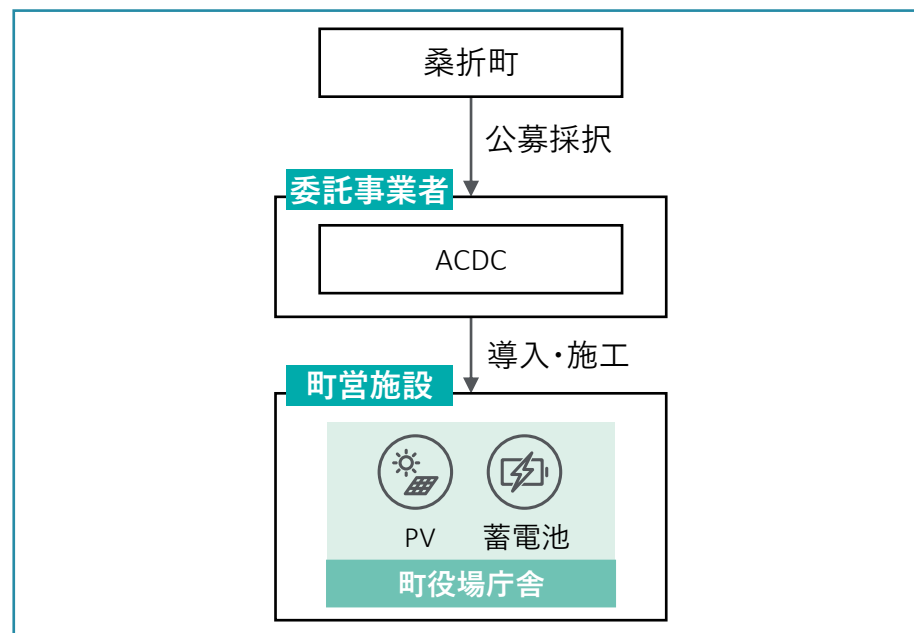 桑折町
公募採択
委託事業者
ACDC
導入・施工
町営施設
PV
蓄電池
町役場庁舎